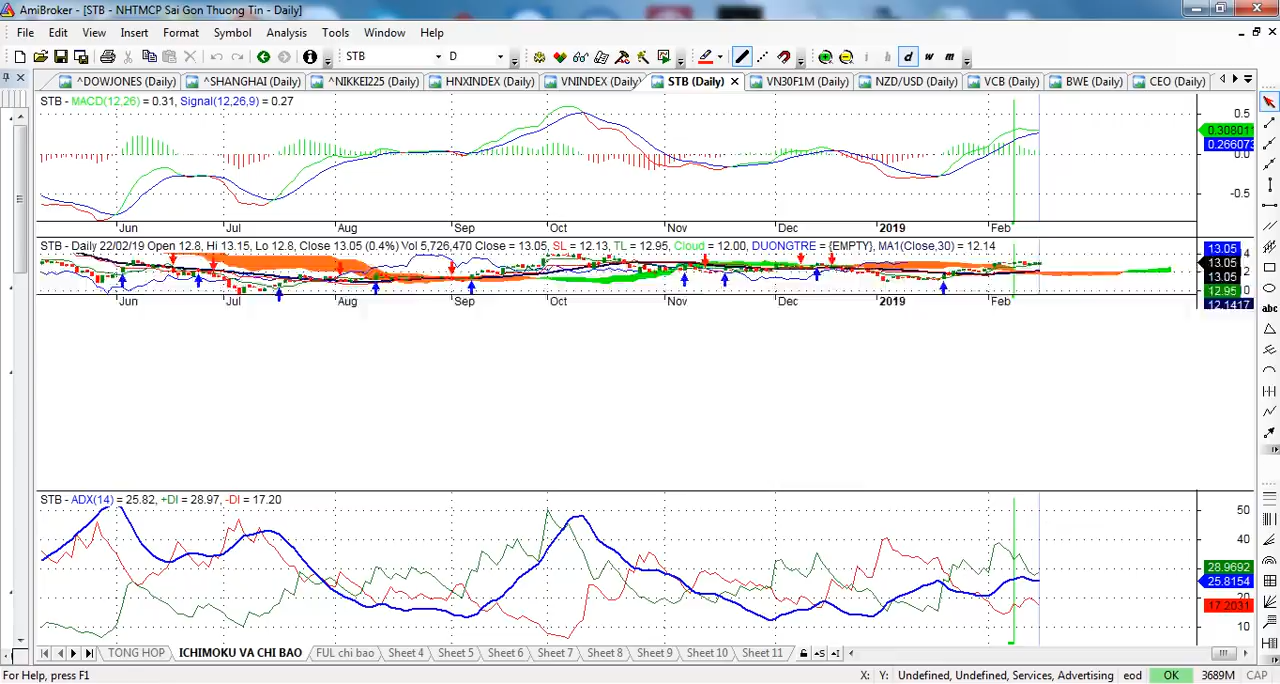 AmiBroker - [STB - NHTMCP Sai Gon Thuong Tin - Daily]
File Edit View Insert Format Symbol Analysis Tools Window Help
STB D i h d w m
^DOWJONES (Daily) ^SHANGHAI (Daily) ^NIKKEI225 (Daily) HNXINDEX (Daily) VNINDEX (Daily) STB (Daily) VN30F1M (Daily) NZD/USD (Daily) VCB (Daily) BWE (Daily) CEO (Daily)
STB - MACD(12,26) = 0.31, Signal(12,26,9) = 0.27
0.5
0.308011
0.266073
0.0
-0.5
Jun Jul Aug Sep Oct Nov Dec 2019 Feb
STB - Daily 22/02/19 Open 12.8, Hi 13.15, Lo 12.8, Close 13.05 (0.4%) Vol 5,726,470 Close = 13.05, SL = 12.13, TL = 12.95, Cloud = 12.00, DUONGTRE = {EMPTY}, MA1(Close,30) = 12.14
13.05
13.05
13.05
12.95
12.1417
Jun Jul Aug Sep Oct Nov Dec 2019 Feb
STB - ADX(14) = 25.82, +DI = 28.97, -DI = 17.20
50
40
28.9692
25.8154
20
17.2031
10
TONG HOP ICHIMOKU VA CHI BAO FUL chi bao Sheet 4 Sheet 5 Sheet 6 Sheet 7 Sheet 8 Sheet 9 Sheet 10 Sheet 11
For Help, press F1 X: Y: Undefined, Undefined, Services, Advertising eod OK 3689M CAP
abc